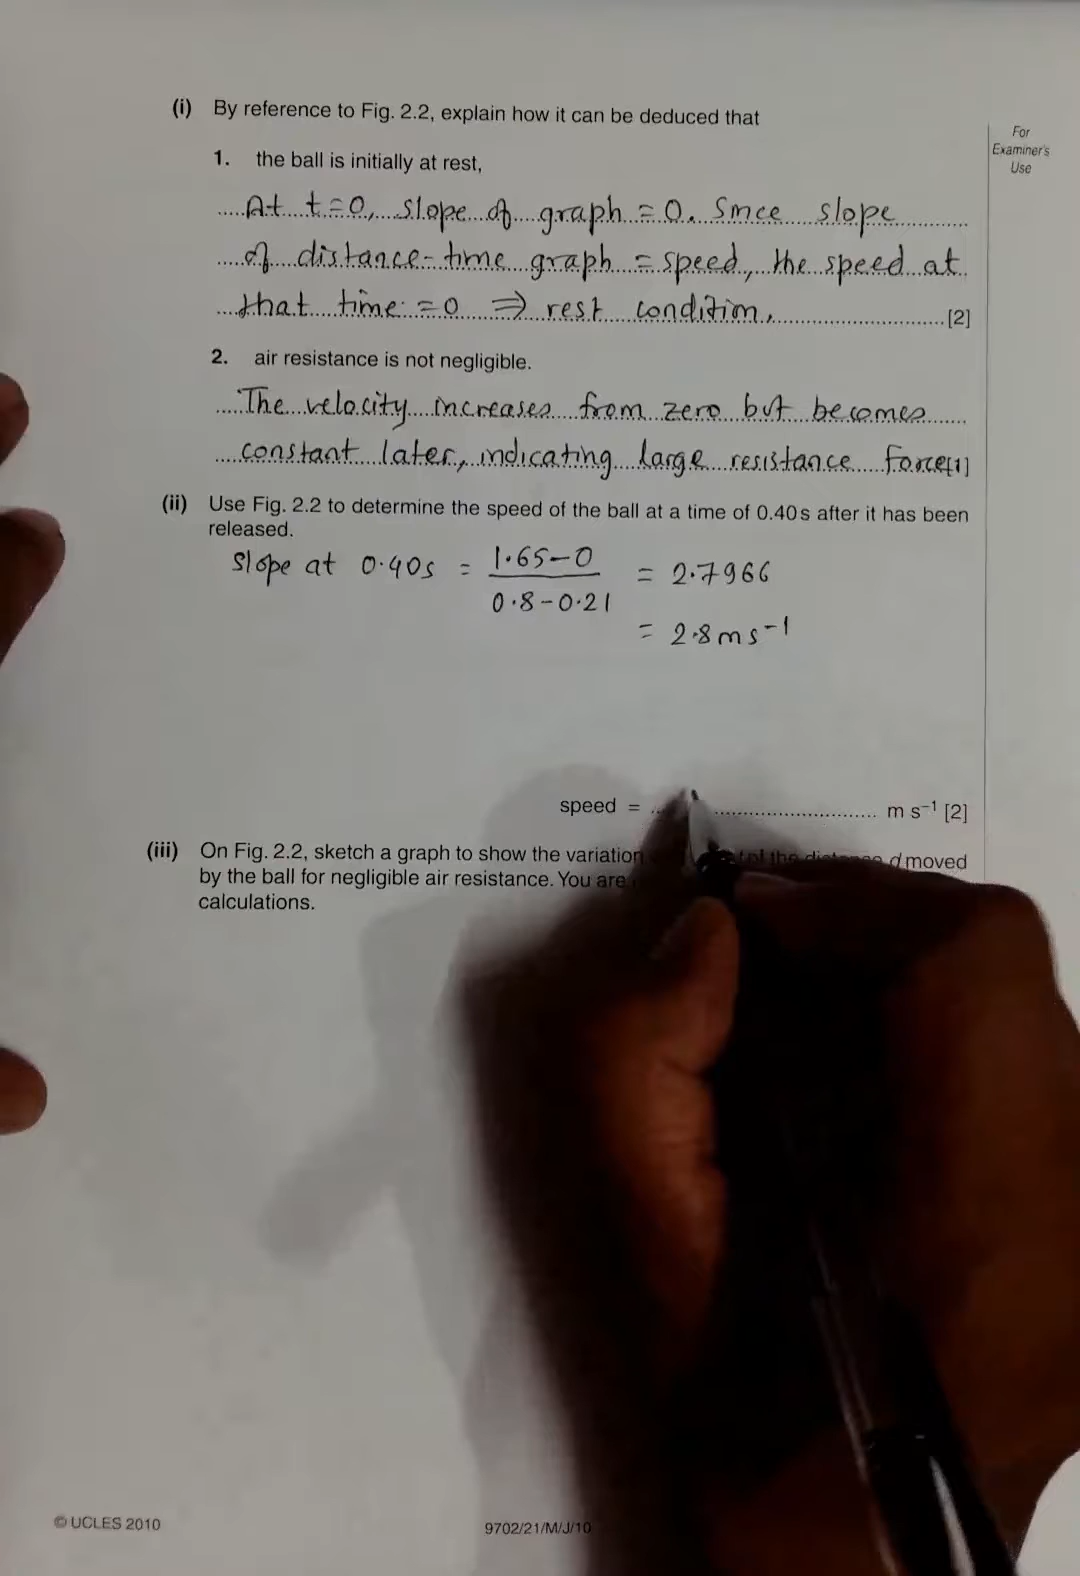 (i) By reference to Fig. 2.2, explain how it can be deduced that
For
Examiner's
Use
1. the ball is initially at rest,
At t=0, slope of graph = 0. Since slope
of distance-time graph = speed, the speed at
that time = 0 ⇒ rest condition. [2]
2. air resistance is not negligible.
The velocity increases from zero but becomes
constant later, indicating large resistance force [1]
(ii) Use Fig. 2.2 to determine the speed of the ball at a time of 0.40 s after it has been
released.
Slope at 0.40s = 1.65-0 / 0.8-0.21 = 2.7966
= 2.8 ms⁻¹
speed = .............................. m s⁻¹ [2]
(iii) On Fig. 2.2, sketch a graph to show the variation of the distance d moved
by the ball for negligible air resistance. You are
calculations.
© UCLES 2010
9702/21/M/J/10